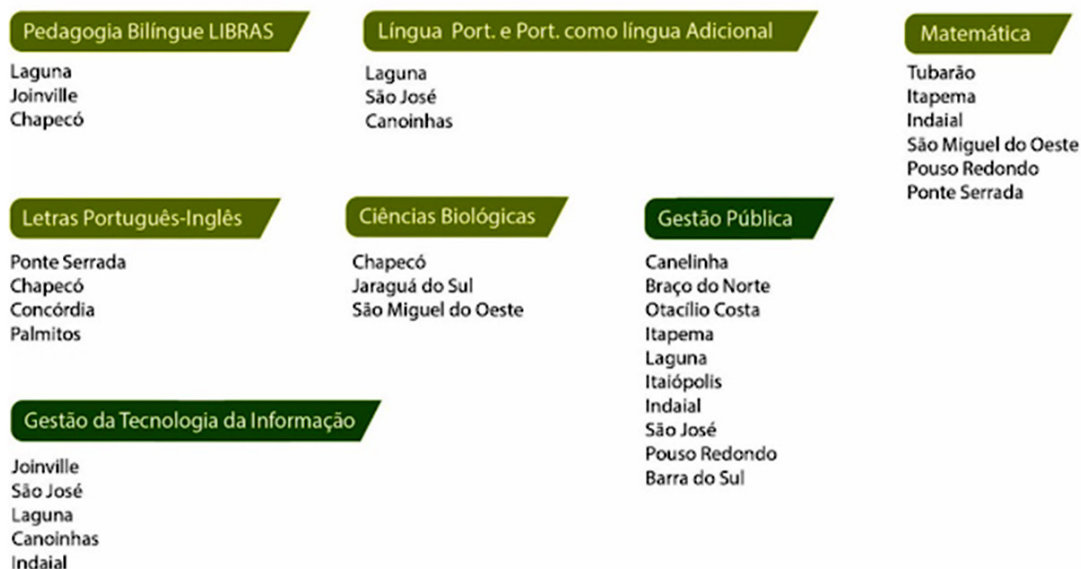 Pedagogia Bilíngue LIBRAS
Laguna
Joinville
Chapecó
Língua Port. e Port. como língua Adicional
Laguna
São José
Canoinhas
Matemática
Tubarão
Itapema
Indaial
São Miguel do Oeste
Pouso Redondo
Ponte Serrada
Letras Português-Inglês
Ponte Serrada
Chapecó
Concórdia
Palmitos
Ciências Biológicas
Chapecó
Jaraguá do Sul
São Miguel do Oeste
Gestão Pública
Canelinha
Braço do Norte
Otacílio Costa
Itapema
Laguna
Itaiópolis
Indaial
São José
Pouso Redondo
Barra do Sul
Gestão da Tecnologia da Informação
Joinville
São José
Laguna
Canoinhas
Indaial